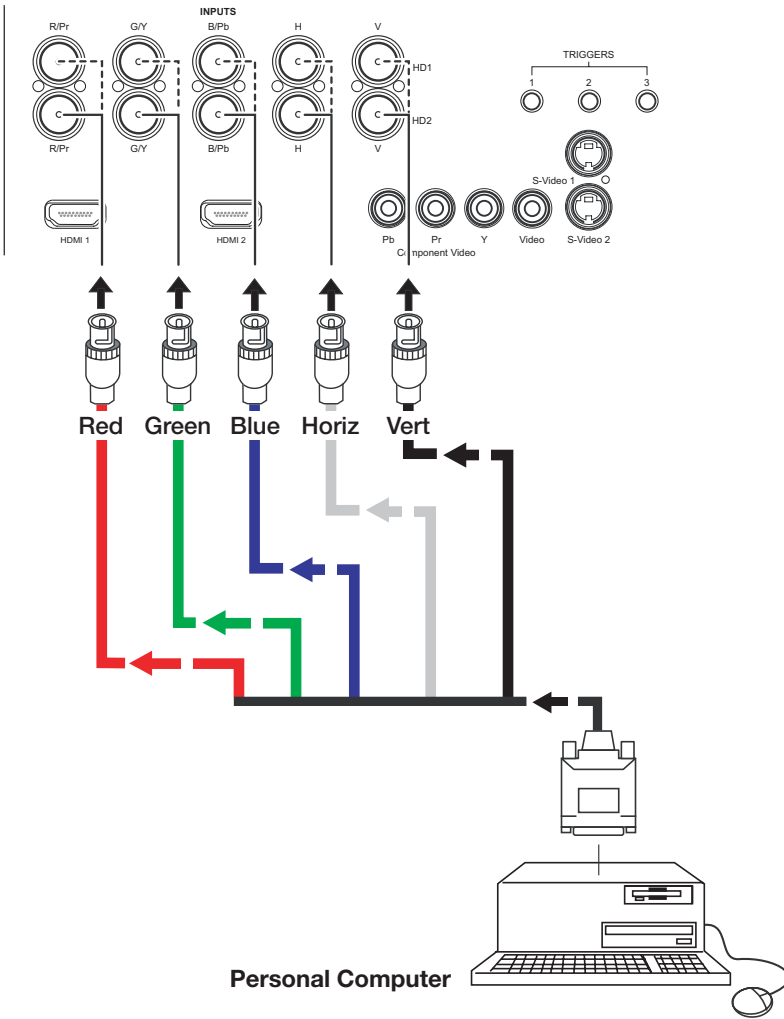 INPUTS
R/Pr G/Y B/Pb H V
HD1
TRIGGERS
1 2 3
HD2
R/Pr G/Y B/Pb H V
S-Video 1
HDMI 1 HDMI 2 Pb Pr Y Video S-Video 2
Component Video
Red Green Blue Horiz Vert
Personal Computer